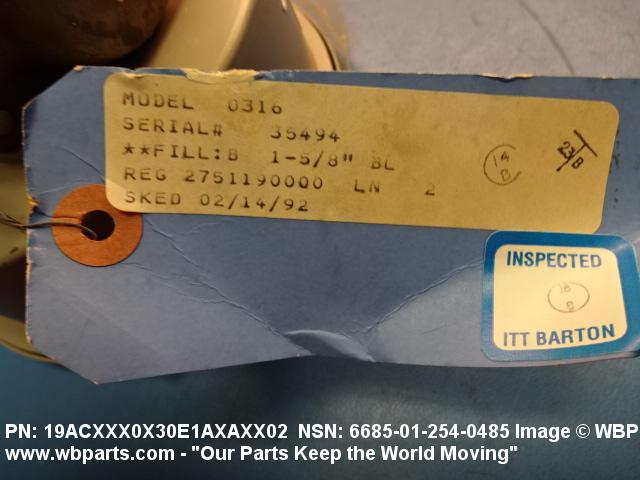 MODEL 0316
SERIAL# 35494
**FILL:B 1-5/8" BL
REG 2751190000 LN 2
SKED 02/14/92
14
B
23/B
INSPECTED
18
ITT BARTON
PN: 19ACXXX0X30E1AXAXX02 NSN: 6685-01-254-0485 Image © WBP
www.wbparts.com - "Our Parts Keep the World Moving"